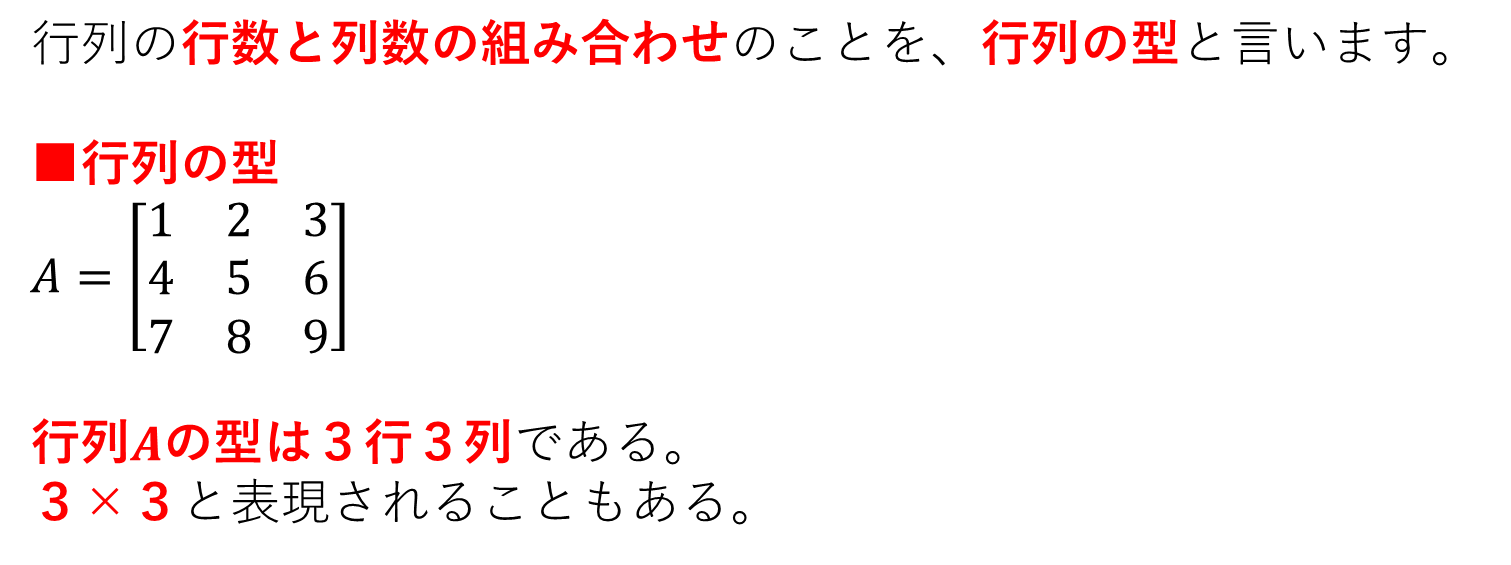 行列の行数と列数の組み合わせのことを、行列の型と言います。
■行列の型
A = [1 2 3
4 5 6
7 8 9]
行列Aの型は３行３列である。
３×３と表現されることもある。